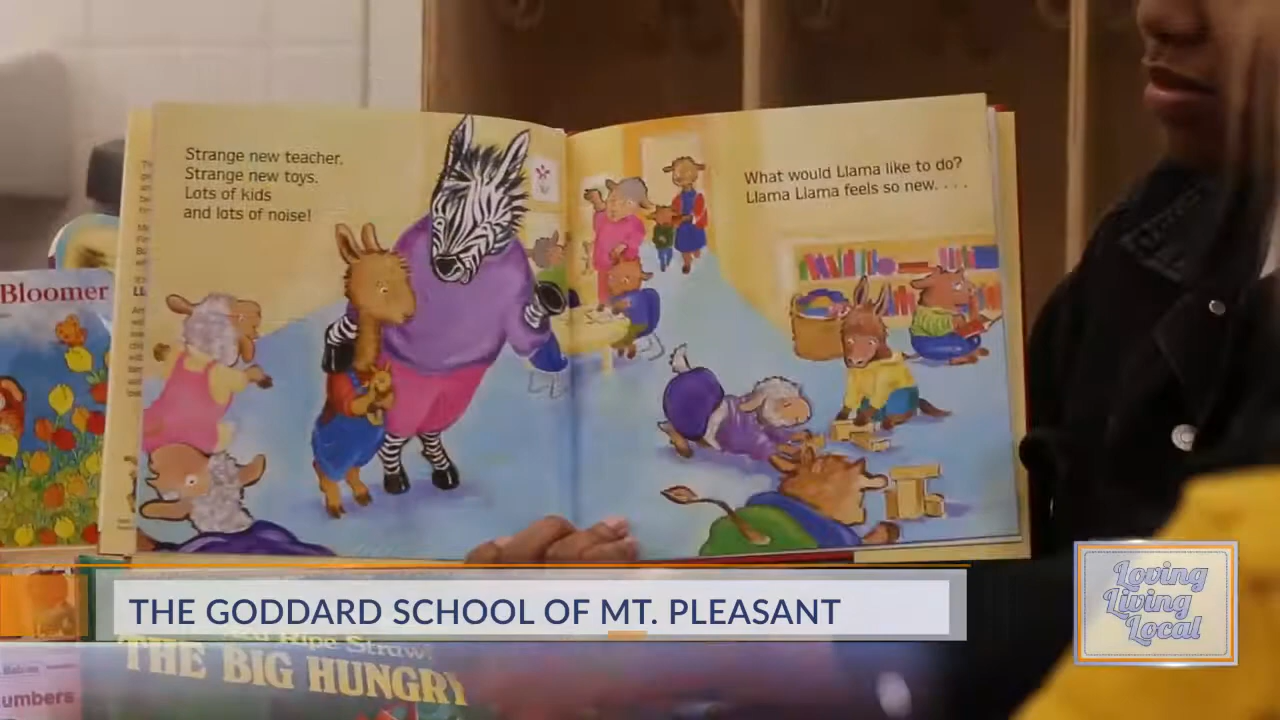 Strange new teacher.
Strange new toys.
Lots of kids
and lots of noise!
What would Llama like to do?
Llama Llama feels so new. . . .
Bloomer
THE GODDARD SCHOOL OF MT. PLEASANT
Loving
Living
Local
Ripe Straw
THE BIG HUNGRY
umbers